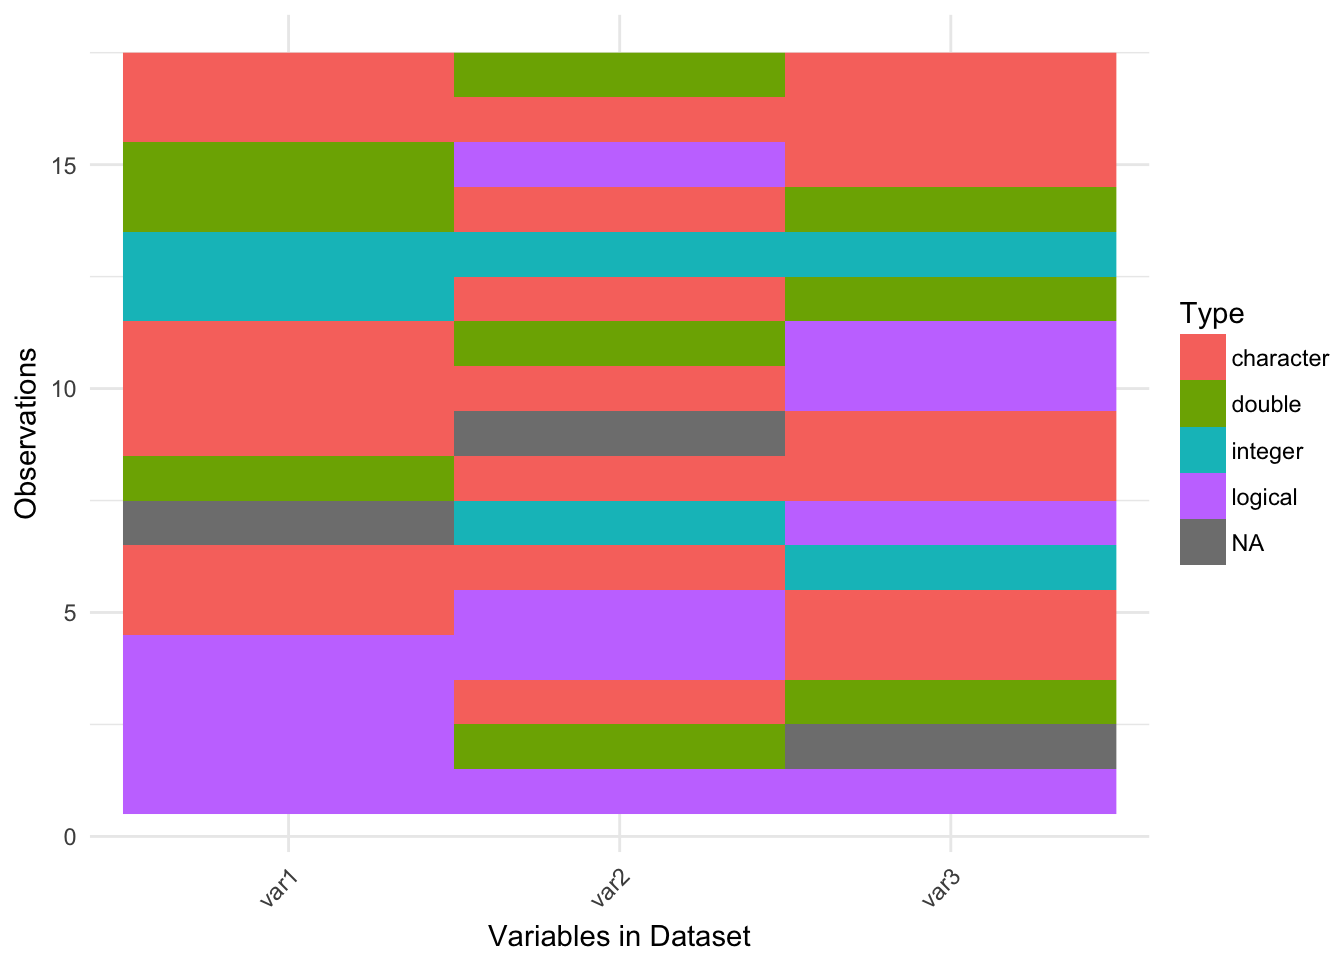 15
10
5
0
Observations
var1
var2
var3
Variables in Dataset
Type
character
double
integer
logical
NA